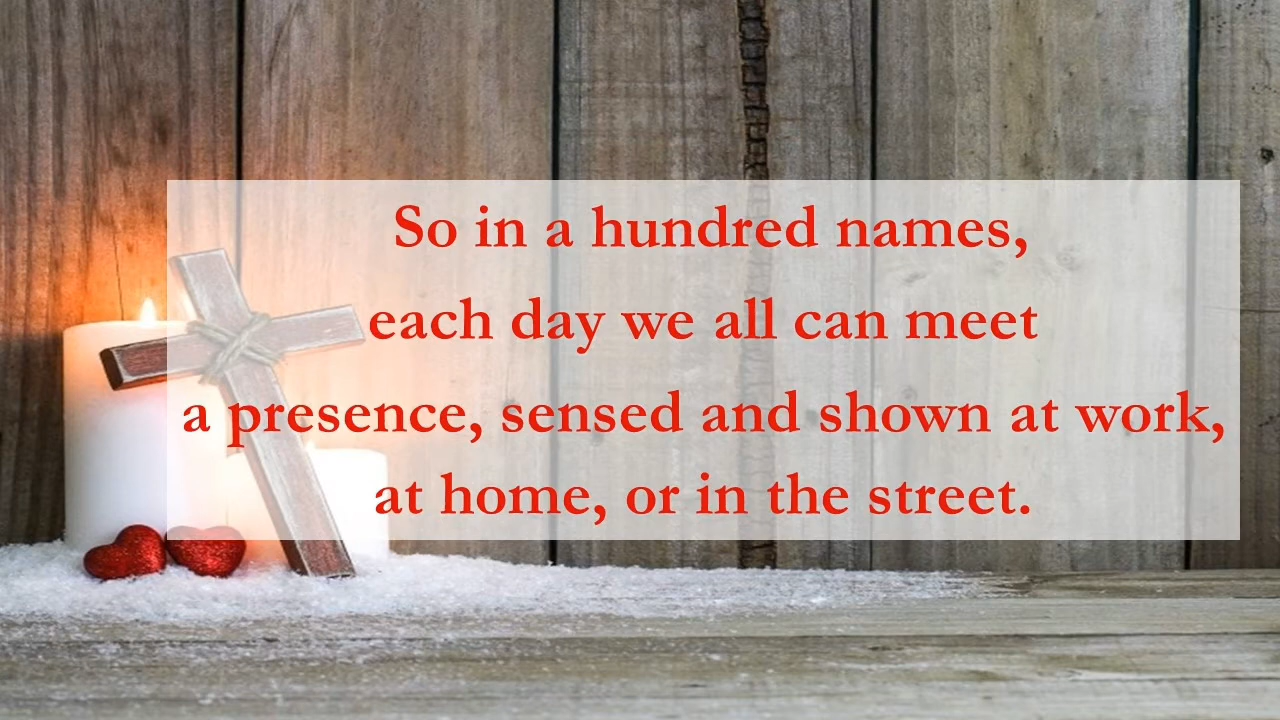 So in a hundred names,
each day we all can meet
a presence, sensed and shown at work,
at home, or in the street.